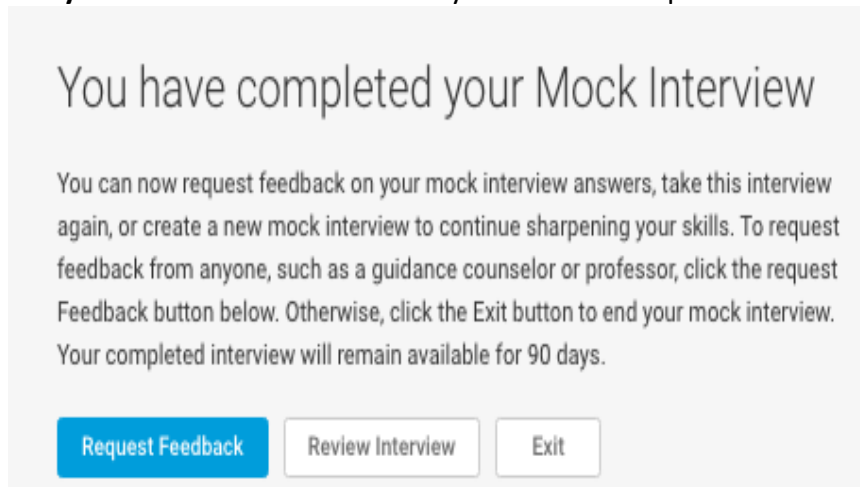 You have completed your Mock Interview
You can now request feedback on your mock interview answers, take this interview
again, or create a new mock interview to continue sharpening your skills. To request
feedback from anyone, such as a guidance counselor or professor, click the request
Feedback button below. Otherwise, click the Exit button to end your mock interview.
Your completed interview will remain available for 90 days.
Request Feedback Review Interview Exit